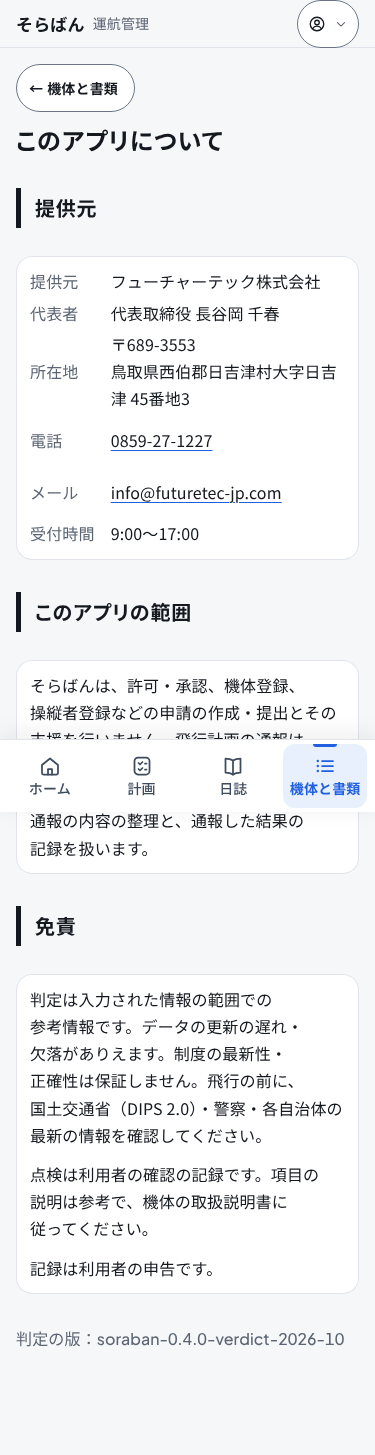 そらばん 運航管理
← 機体と書類
このアプリについて
提供元
提供元 フューチャーテック株式会社
代表者 代表取締役 長谷岡 千春
〒689-3553
所在地 鳥取県西伯郡日吉津村大字日吉
津 45番地3
電話 0859-27-1227
メール info@futuretec-jp.com
受付時間 9:00〜17:00
このアプリの範囲
そらばんは、許可・承認、機体登録、
操縦者登録などの申請の作成・提出とその
ホーム 計画 日誌 機体と書類
通報の内容の整理と、通報した結果の
記録を扱います。
免責
判定は入力された情報の範囲での
参考情報です。データの更新の遅れ・
欠落がありえます。制度の最新性・
正確性は保証しません。飛行の前に、
国土交通省（DIPS 2.0）・警察・各自治体の
最新の情報を確認してください。
点検は利用者の確認の記録です。項目の
説明は参考で、機体の取扱説明書に
従ってください。
記録は利用者の申告です。
判定の版：soraban-0.4.0-verdict-2026-10